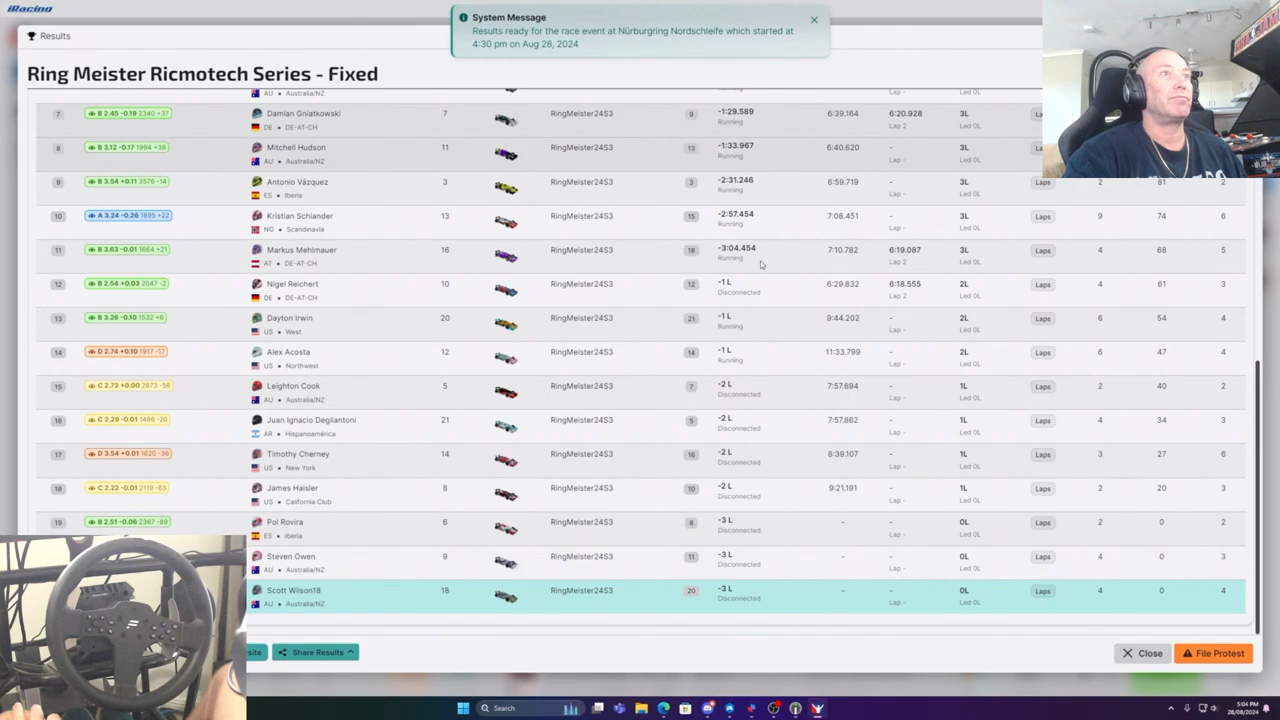 iRacing
System Message
Results ready for the race event at Nürburgring Nordschleife which started at
4:30 pm on Aug 28, 2024
Results
Ring Meister Ricmotech Series - Fixed
AU • Australia/NZ Running Lap - Led 0L
7 B 2.45 -0.19 2340 +37 Damian Gniatkowski 7 RingMeister24S3 9 -1:29.589 6:39.164 6:20.928 3L
DE • DE-AT-CH Running Lap 2 Led 0L
8 B 3.12 -0.17 1994 +38 Mitchell Hudson 11 RingMeister24S3 13 -1:33.967 6:40.620 - 3L
AU • Australia/NZ Running Lap - Led 0L
9 B 3.54 +0.11 3576 -14 Antonio Vázquez 3 RingMeister24S3 3 -2:31.246 6:59.719 - 3L Laps 2 81 2
ES • Iberia Running Lap - Led 0L
10 A 3.24 -0.26 1895 +22 Kristian Schiander 13 RingMeister24S3 15 -2:57.454 7:08.451 - 3L Laps 9 74 6
NO • Scandinavia Running Lap - Led 0L
11 B 3.63 -0.01 1664 +21 Markus Mehlmauer 16 RingMeister24S3 18 -3:04.454 7:10.782 6:19.087 3L Laps 4 68 5
AT • DE-AT-CH Running Lap 2 Led 0L
12 B 2.54 +0.03 2047 -2 Nigel Reichert 10 RingMeister24S3 12 -1 L 6:29.832 6:18.555 2L Laps 4 61 3
DE • DE-AT-CH Disconnected Lap 2 Led 0L
13 B 3.26 -0.10 1532 +6 Dayton Irwin 20 RingMeister24S3 21 -1 L 9:44.202 - 2L Laps 6 54 4
US • West Running Lap - Led 0L
14 D 2.74 +0.10 1917 -17 Alex Acosta 12 RingMeister24S3 14 -1 L 11:33.799 - 2L Laps 6 47 4
US • Northwest Running Lap - Led 0L
15 C 2.73 +0.00 2873 -56 Leighton Cook 5 RingMeister24S3 7 -2 L 7:57.694 - 1L Laps 2 40 2
AU • Australia/NZ Disconnected Lap - Led 0L
16 C 2.29 -0.01 1486 -20 Juan Ignacio Degliantoni 21 RingMeister24S3 5 -2 L 7:57.862 - 1L Laps 4 34 3
AR • Hispanoamérica Disconnected Lap - Led 0L
17 D 3.54 +0.01 1620 -36 Timothy Cherney 14 RingMeister24S3 16 -2 L 8:39.107 - 1L Laps 3 27 6
US • New York Disconnected Lap - Led 0L
18 C 2.22 -0.01 2119 -63 James Haisler 8 RingMeister24S3 10 -2 L 9:21.191 - 1L Laps 2 20 3
US • California Club Disconnected Lap - Led 0L
19 B 2.51 -0.06 2367 -89 Pol Rovira 6 RingMeister24S3 8 -3 L - - 0L Laps 2 0 2
ES • Iberia Disconnected Lap - Led 0L
Steven Owen 9 RingMeister24S3 11 -3 L - - 0L Laps 4 0 3
AU • Australia/NZ Disconnected Lap - Led 0L
Scott Wilson18 18 RingMeister24S3 20 -3 L - - 0L Laps 4 0 4
AU • Australia/NZ Disconnected Lap - Led 0L
site Share Results Close File Protest
Search
5:04 PM
28/08/2024